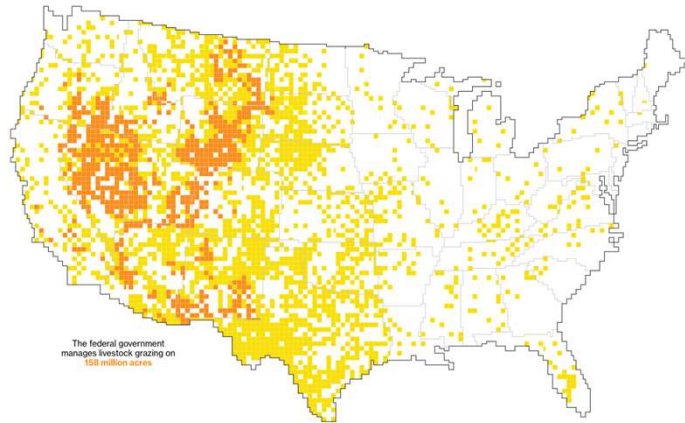 The federal government
manages livestock grazing on
158 million acres